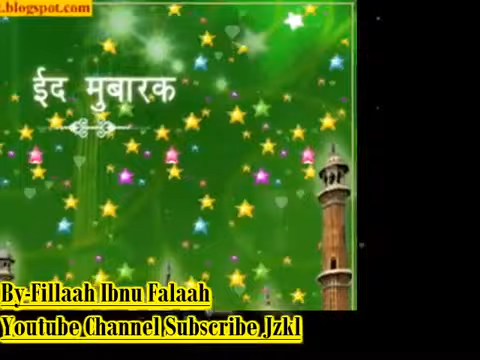 t.blogspot.com
ईद मुबारक
By-Fillaah Ibnu Falaah
Youtube Channel Subscribe Jzkl